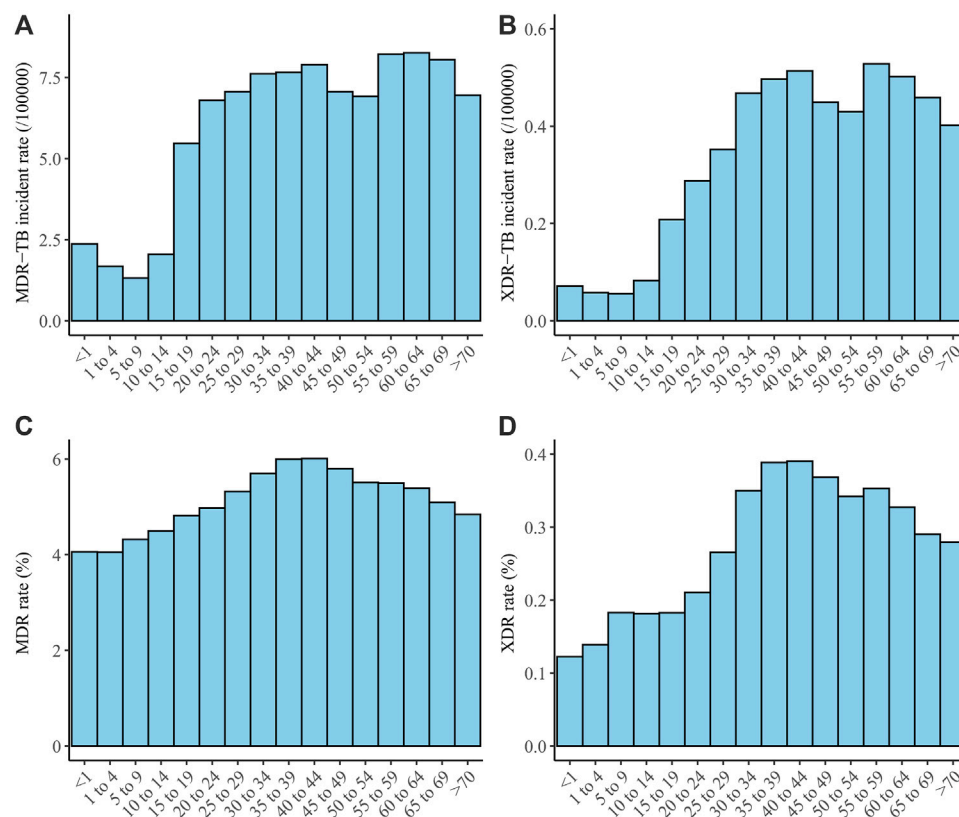 A
MDR−TB incident rate (/100000)
7.5
5.0
2.5
0.0
<1
1 to 4
5 to 9
10 to 14
15 to 19
20 to 24
25 to 29
30 to 34
35 to 39
40 to 44
45 to 49
50 to 54
55 to 59
60 to 64
65 to 69
>70
B
XDR−TB incident rate (/100000)
0.6
0.4
0.2
0.0
<1
1 to 4
5 to 9
10 to 14
15 to 19
20 to 24
25 to 29
30 to 34
35 to 39
40 to 44
45 to 49
50 to 54
55 to 59
60 to 64
65 to 69
>70
C
MDR rate (%)
6
4
2
0
<1
1 to 4
5 to 9
10 to 14
15 to 19
20 to 24
25 to 29
30 to 34
35 to 39
40 to 44
45 to 49
50 to 54
55 to 59
60 to 64
65 to 69
>70
D
XDR rate (%)
0.4
0.3
0.2
0.1
0.0
<1
1 to 4
5 to 9
10 to 14
15 to 19
20 to 24
25 to 29
30 to 34
35 to 39
40 to 44
45 to 49
50 to 54
55 to 59
60 to 64
65 to 69
>70